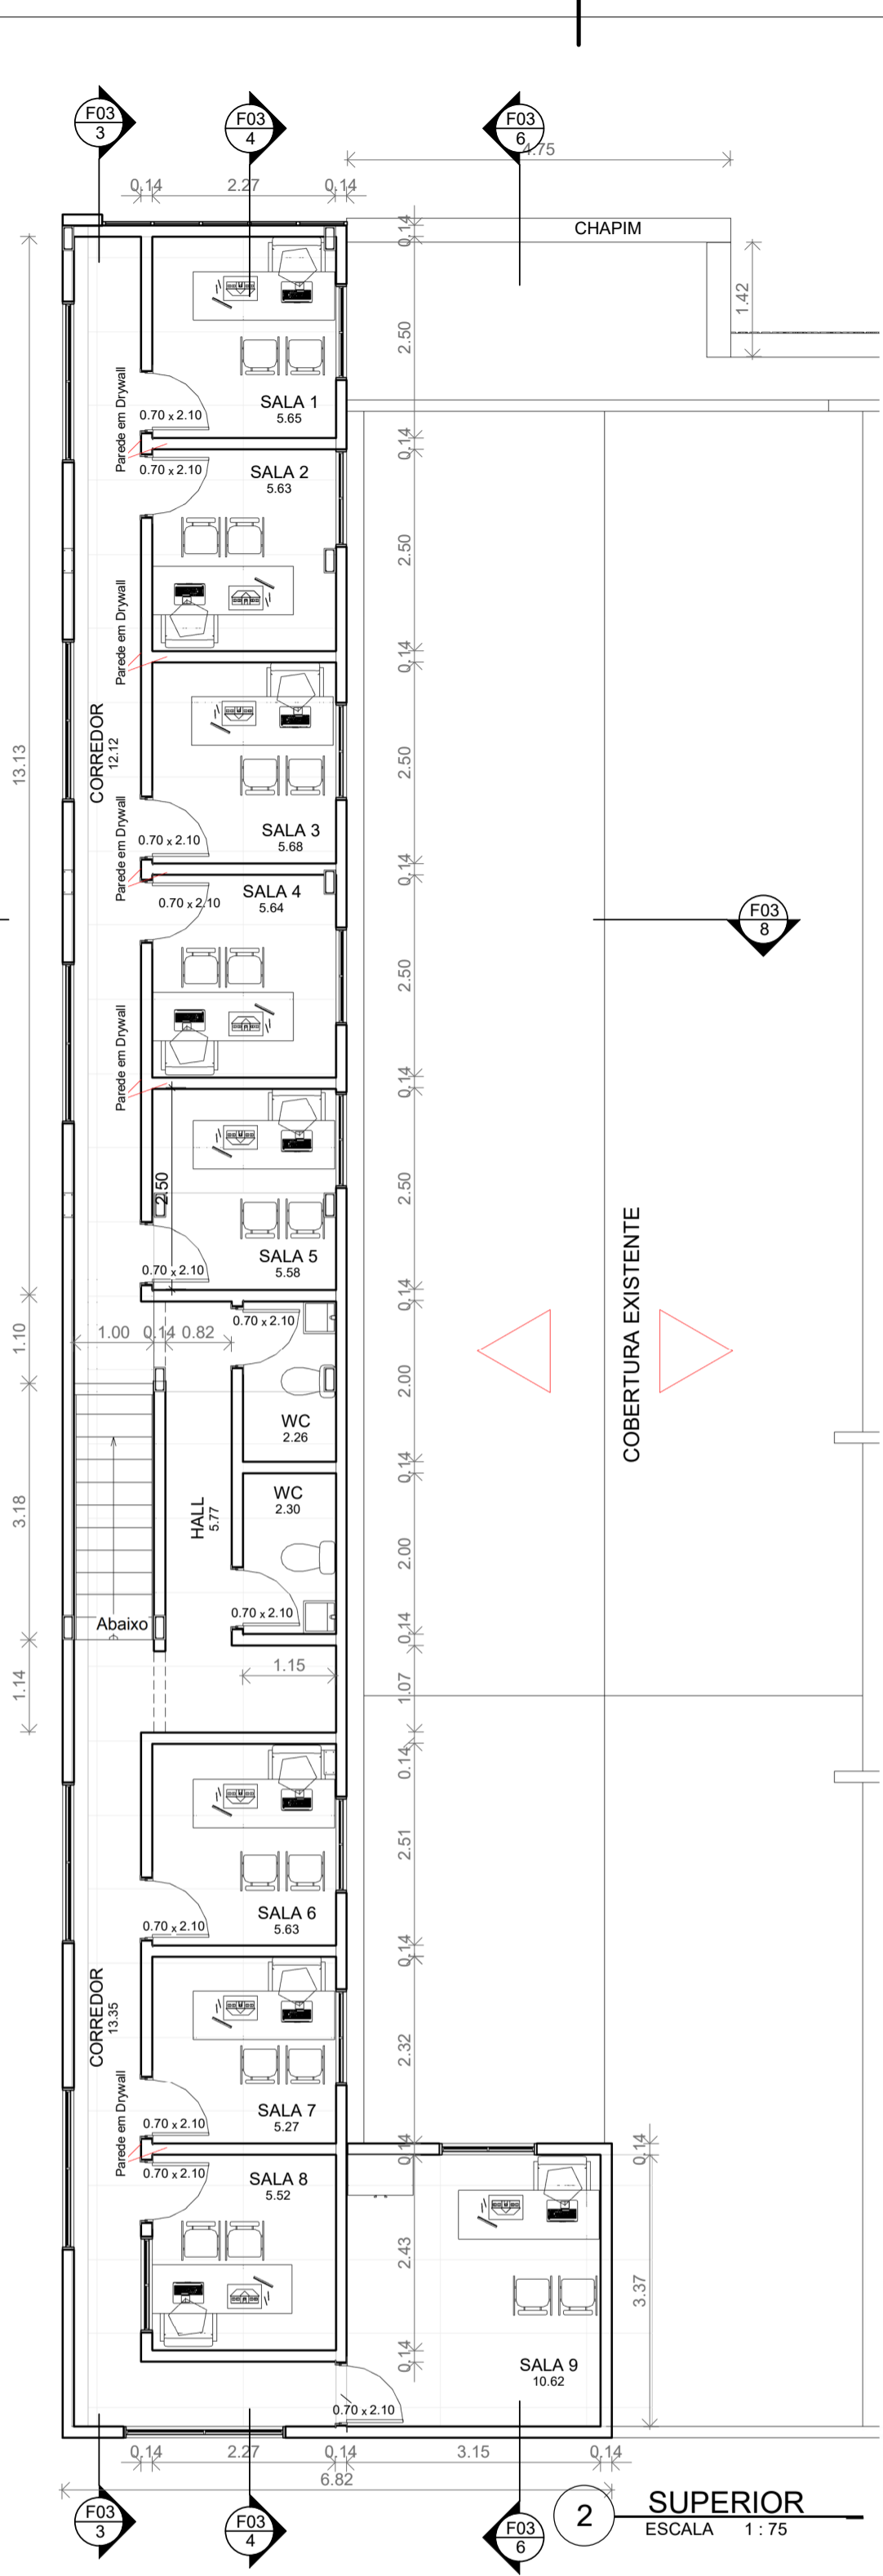 F03
3
F03
4
F03
6
4.75
0.14
2.27
0.14
CHAPIM
0.14
1.42
2.50
Parede em Drywall
SALA 1
5.65
0.70 x 2.10
0.14
0.70 x 2.10
SALA 2
5.63
2.50
Parede em Drywall
0.14
13.13
CORREDOR
12.12
2.50
SALA 3
5.68
0.70 x 2.10
Parede em Drywall
0.14
SALA 4
5.64
0.70 x 2.10
F03
8
2.50
Parede em Drywall
0.14
2.50
2.50
SALA 5
5.58
0.70 x 2.10
COBERTURA EXISTENTE
0.14
1.10
1.00
0.14
0.82
0.70 x 2.10
2.00
WC
2.26
0.14
3.18
HALL
5.77
WC
2.30
2.00
Abaixo
0.70 x 2.10
0.14
1.14
1.15
1.07
0.14
2.51
SALA 6
5.63
0.70 x 2.10
0.14
CORREDOR
13.35
2.32
SALA 7
5.27
0.70 x 2.10
Parede em Drywall
0.14
0.14
0.70 x 2.10
SALA 8
5.52
2.43
3.37
0.14
SALA 9
10.62
0.70 x 2.10
0.14
2.27
0.14
3.15
0.14
6.82
F03
3
F03
4
F03
6
2
SUPERIOR
ESCALA 1 : 75